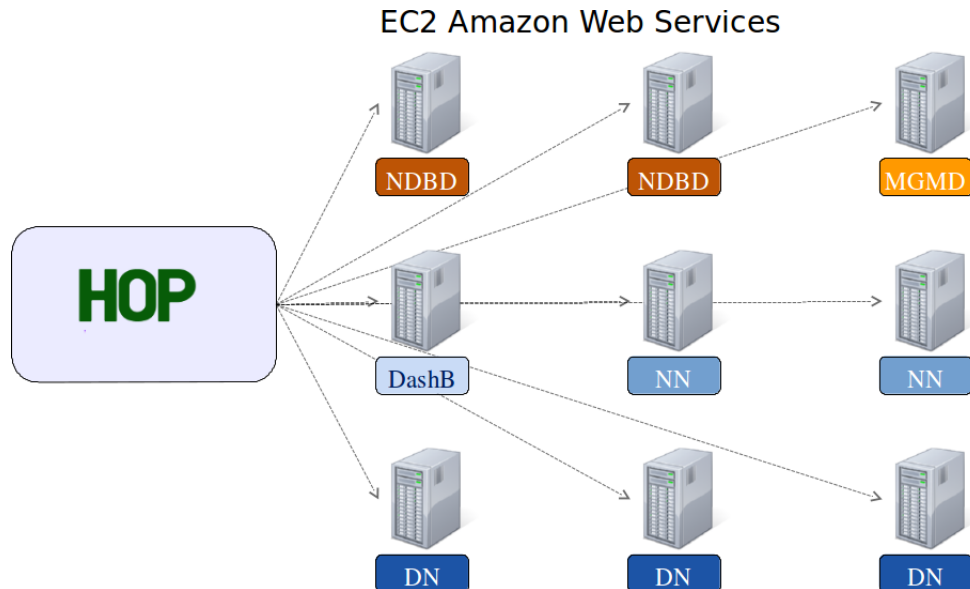 EC2 Amazon Web Services
NDBD
NDBD
MGMD
HOP
DashB
NN
NN
DN
DN
DN